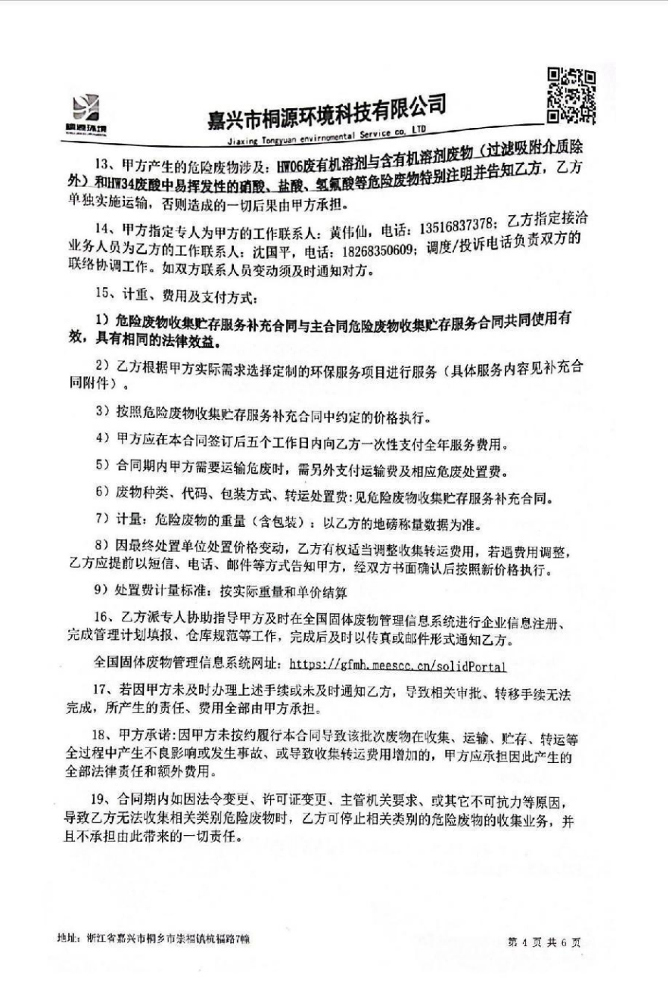 桐源环境
嘉兴市桐源环境科技有限公司
Jiaxing Tongyuan envirnomental Service co. LTD
13、甲方产生的危险废物涉及：HW06废有机溶剂与含有机溶剂废物（过滤吸附介质除
外）和HW34废酸中易挥发性的硝酸、盐酸、氢氟酸等危险废物特别注明并告知乙方，乙方
单独实施运输，否则造成的一切后果由甲方承担。
14、甲方指定专人为甲方的工作联系人：黄伟仙，电话：13516837378；乙方指定接洽
业务人员为乙方的工作联系人：沈国平，电话：18268350609；调度/投诉电话负责双方的
联络协调工作。如双方联系人员变动须及时通知对方。
15、计重、费用及支付方式：
1）危险废物收集贮存服务补充合同与主合同危险废物收集贮存服务合同共同使用有
效，具有相同的法律效益。
2）乙方根据甲方实际需求选择定制的环保服务项目进行服务（具体服务内容见补充合
同附件）。
3）按照危险废物收集贮存服务补充合同中约定的价格执行。
4）甲方应在本合同签订后五个工作日内向乙方一次性支付全年服务费用。
5）合同期内甲方需要运输危废时，需另外支付运输费及相应危废处置费。
6）废物种类、代码、包装方式、转运处置费:见危险废物收集贮存服务补充合同。
7）计量：危险废物的重量（含包装）：以乙方的地磅称量数据为准。
8）因最终处置单位处置价格变动，乙方有权适当调整收集转运费用，若遇费用调整，
乙方应提前以短信、电话、邮件等方式告知甲方，经双方书面确认后按照新价格执行。
9）处置费计量标准：按实际重量和单价结算
16、乙方派专人协助指导甲方及时在全国固体废物管理信息系统进行企业信息注册、
完成管理计划填报、仓库规范等工作，完成后及时以传真或邮件形式通知乙方。
全国固体废物管理信息系统网址：https://gfmh.meescc.cn/solidPortal
17、若因甲方未及时办理上述手续或未及时通知乙方，导致相关审批、转移手续无法
完成，所产生的责任、费用全部由甲方承担。
18、甲方承诺:因甲方未按约履行本合同导致该批次废物在收集、运输、贮存、转运等
全过程中产生不良影响或发生事故、或导致收集转运费用增加的，甲方应承担因此产生的
全部法律责任和额外费用。
19、合同期内如因法令变更、许可证变更、主管机关要求、或其它不可抗力等原因，
导致乙方无法收集相关类别危险废物时，乙方可停止相关类别的危险废物的收集业务，并
且不承担由此带来的一切责任。
地址：浙江省嘉兴市桐乡市崇福镇杭福路7幢
第 4 页 共 6 页